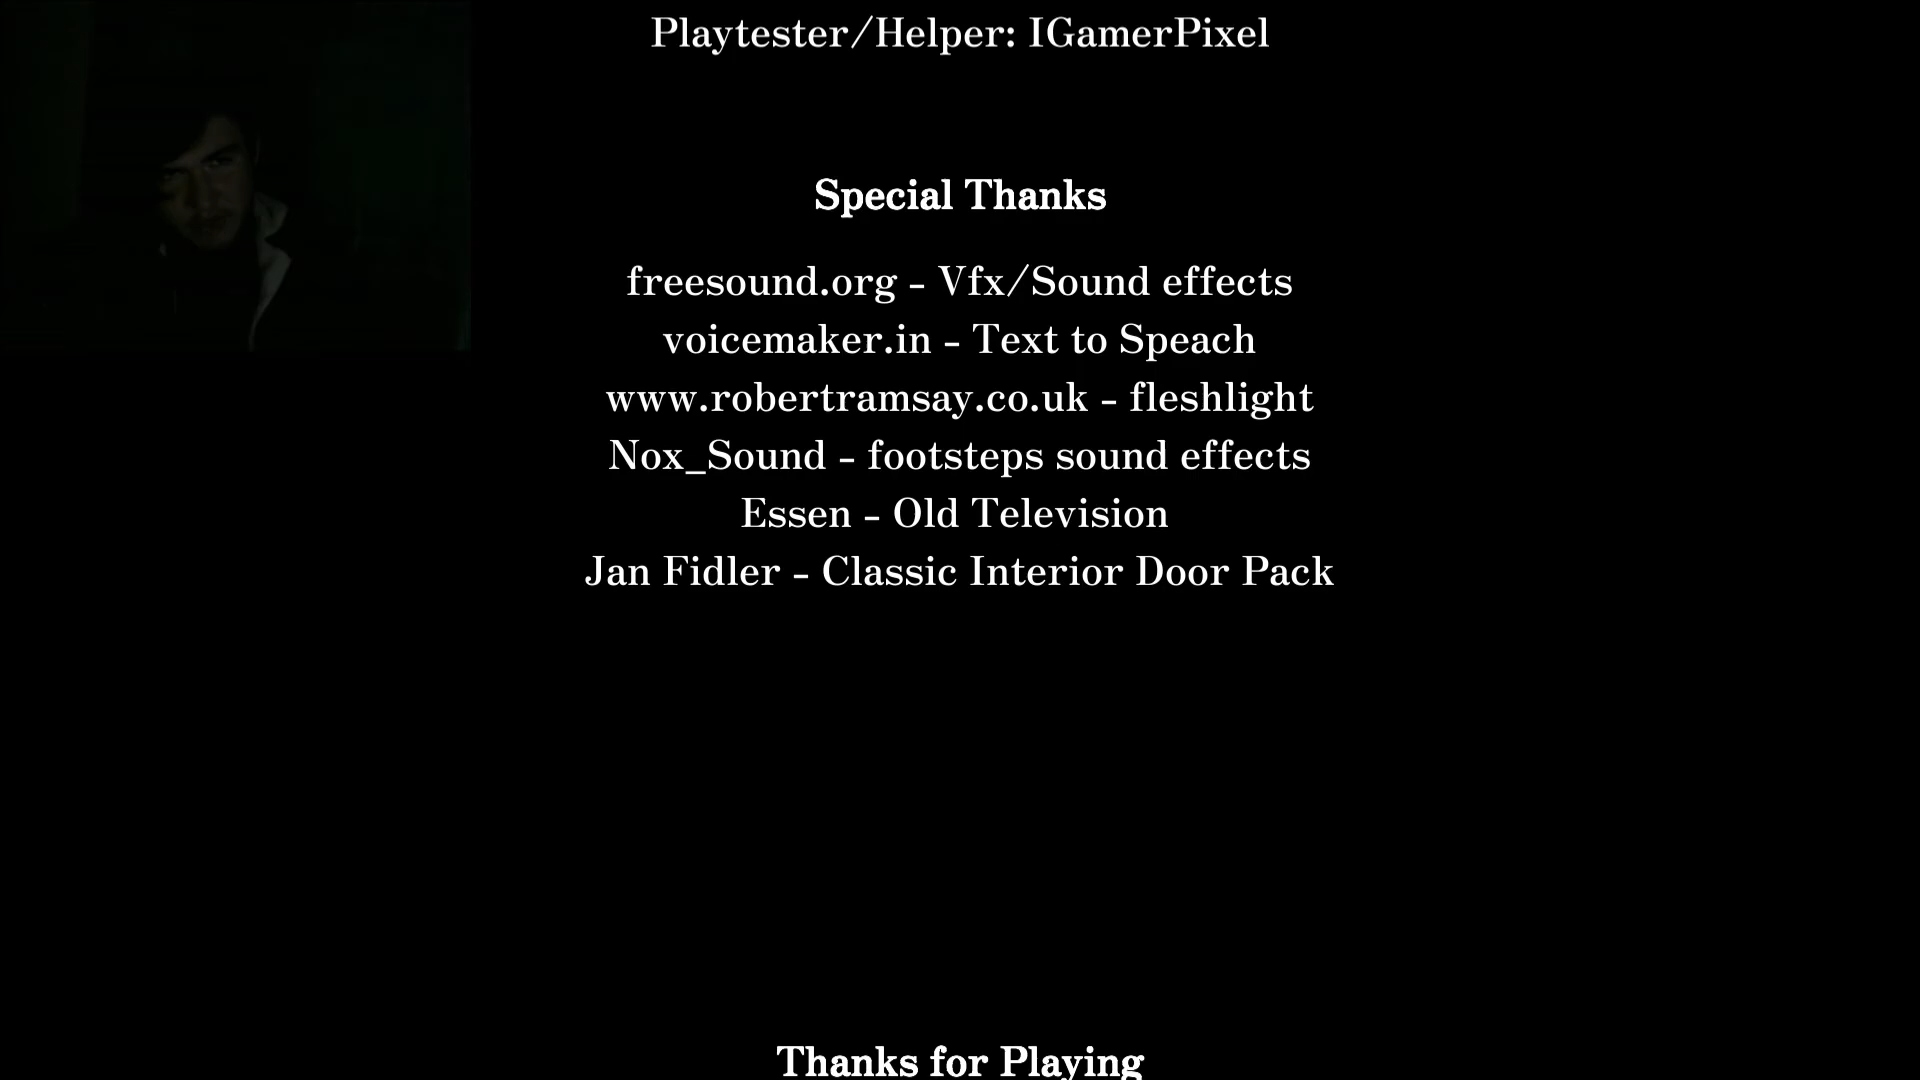 Playtester/Helper: IGamerPixel
Special Thanks
freesound.org - Vfx/Sound effects
voicemaker.in - Text to Speach
www.robertramsay.co.uk - fleshlight
Nox_Sound - footsteps sound effects
Essen - Old Television
Jan Fidler - Classic Interior Door Pack
Thanks for Playing